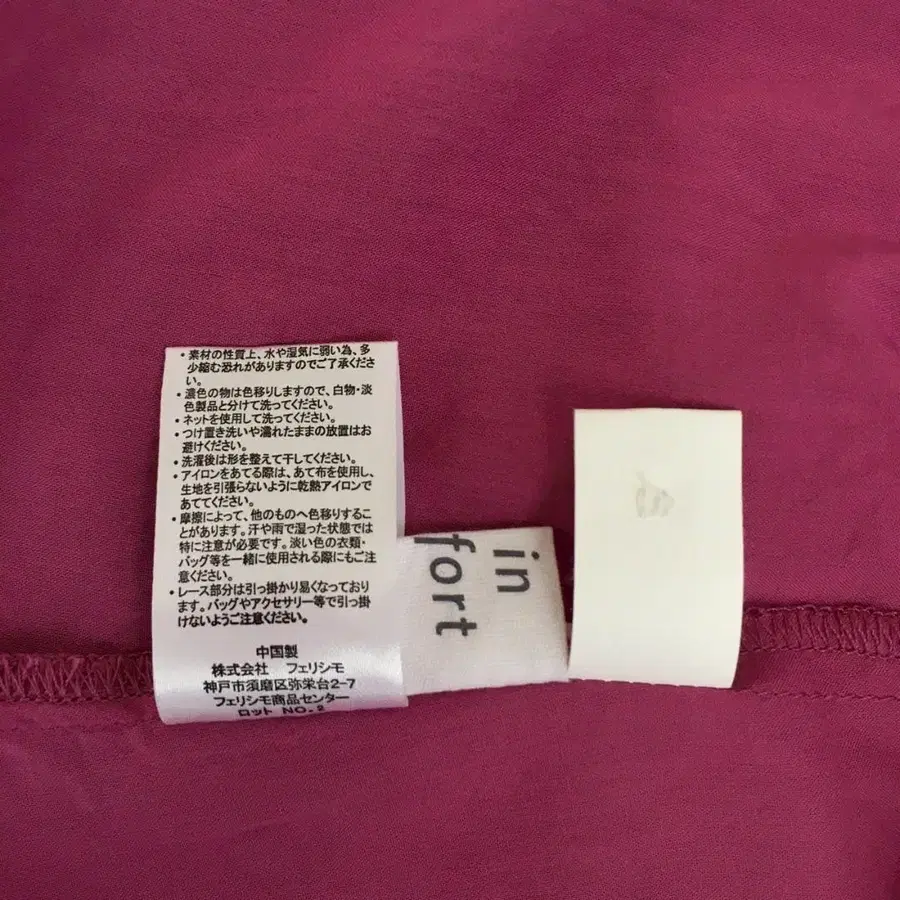 ・素材の性質上、水や湿気に弱い為、多
少縮む恐れがありますのでご了承くださ
い。
・濃色の物は色移りしますので、白物・淡
色製品と分けて洗ってください。
・ネットを使用して洗ってください。
・つけ置き洗いや濡れたままの放置はお
避けください。
・洗濯後は形を整えて干してください。
・アイロンをあてる際は、あて布を使用し、
生地を引張らないように乾熱アイロンで
あててください。
・摩擦によって、他のものへ色移りするこ
とがあります。汗や雨で湿った状態では
特に注意が必要です。淡い色の衣類・
バッグ等を一緒に使用される際にもご注
意ください。
・レース部分は引っ掛かり易くなっており
ます。バッグやアクセサリー等で引っ掛
けないようご注意ください。
中国製
株式会社 フェリシモ
神戸市須磨区弥栄台2-7
フェリシモ商品センター
ロット NO.2
in
fort